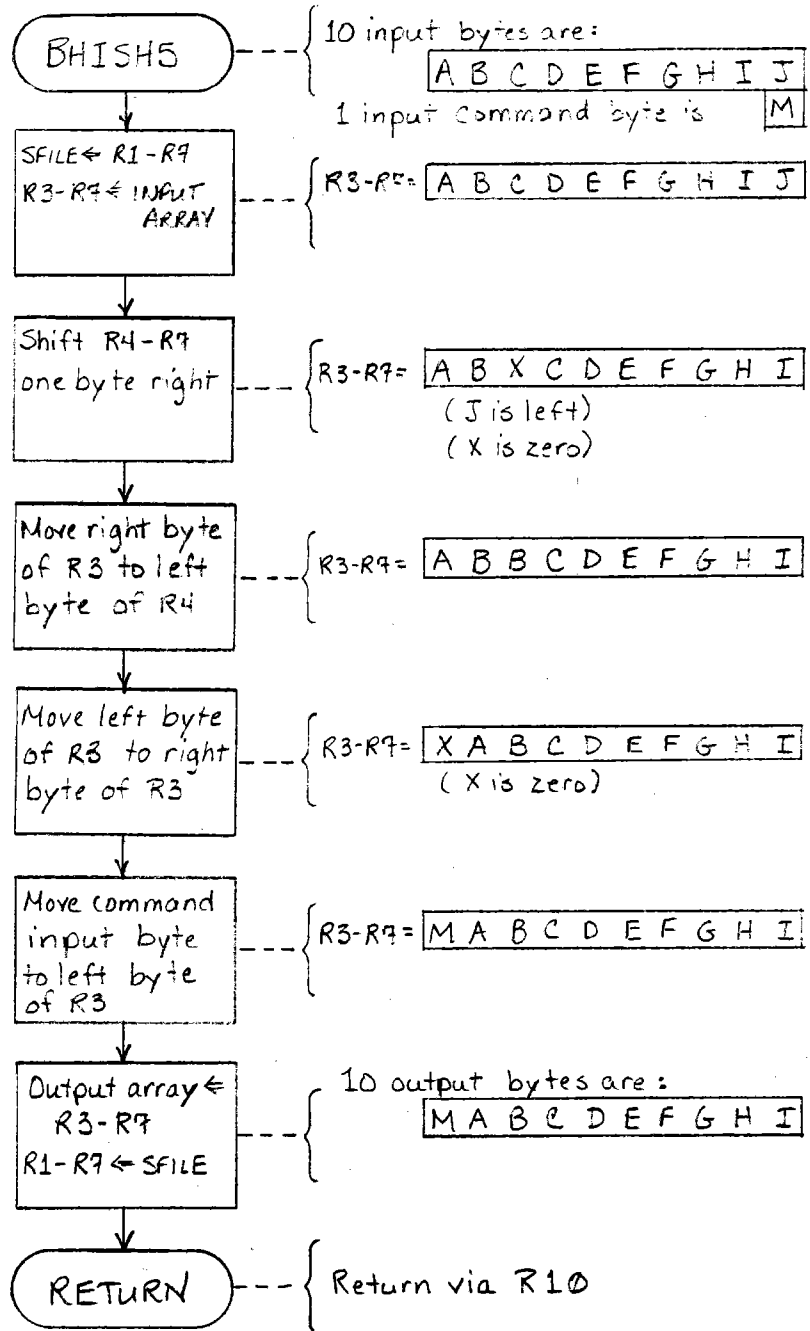 BHISH5
10 input bytes are:
A B C D E F G H I J
1 input command byte is M
SFILE ⇐ R1-R7
R3-R7 ⇐ INPUT
ARRAY
R3-R7= A B C D E F G H I J
Shift R4-R7
one byte right
R3-R7= A B X C D E F G H I
(J is left)
(X is zero)
Move right byte
of R3 to left
byte of R4
R3-R7= A B B C D E F G H I
Move left byte
of R3 to right
byte of R3
R3-R7= X A B C D E F G H I
(X is zero)
Move command
input byte
to left byte
of R3
R3-R7= M A B C D E F G H I
Output array ⇐
R3-R7
R1-R7 ⇐ SFILE
10 output bytes are:
M A B C D E F G H I
RETURN
Return via R10